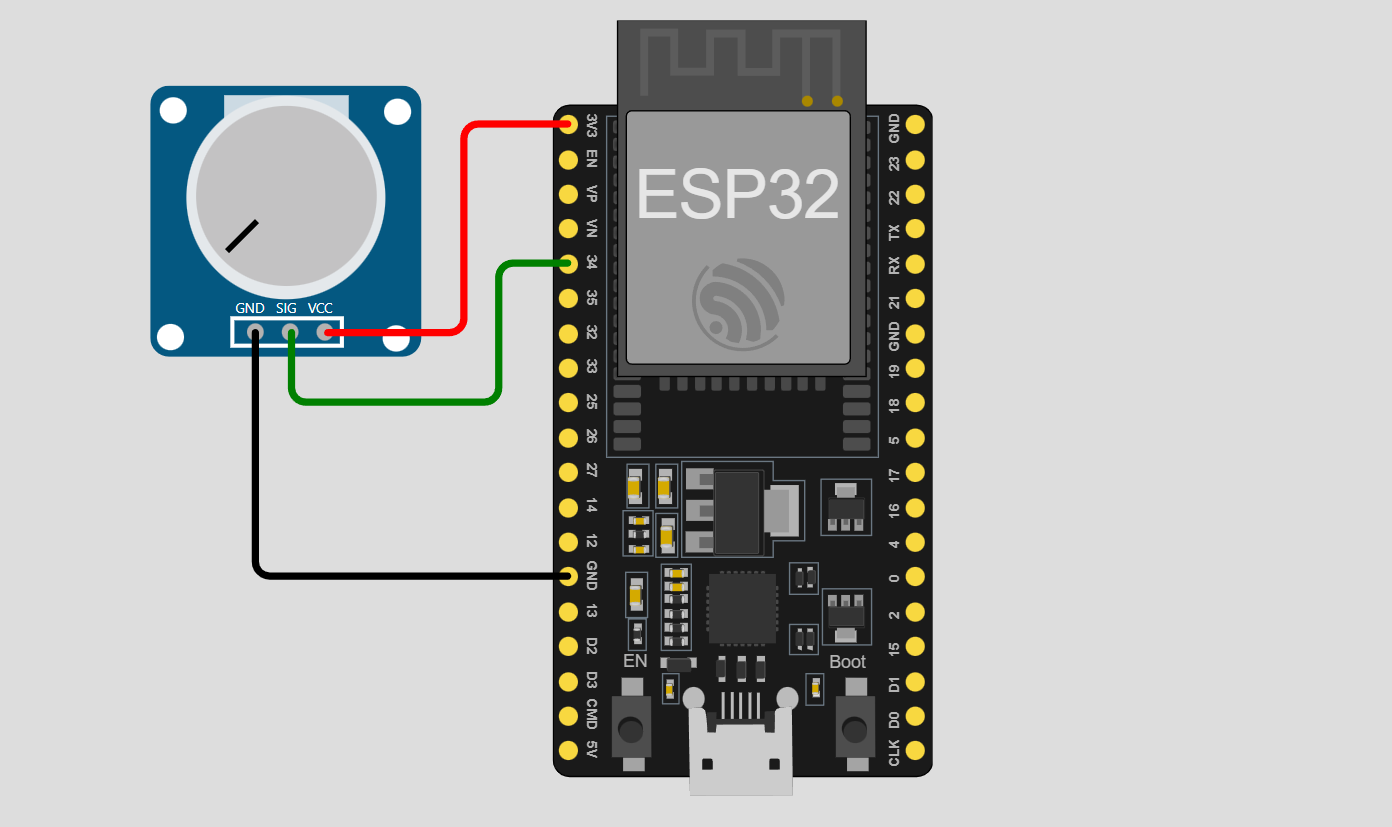 GND SIG VCC
ESP32
3V3
EN
VP
VN
34
35
32
33
25
26
27
14
12
GND
13
D2
D3
CMD
5V
GND
23
22
TX
RX
21
GND
19
18
5
17
16
4
0
2
15
D1
D0
CLK
EN
Boot